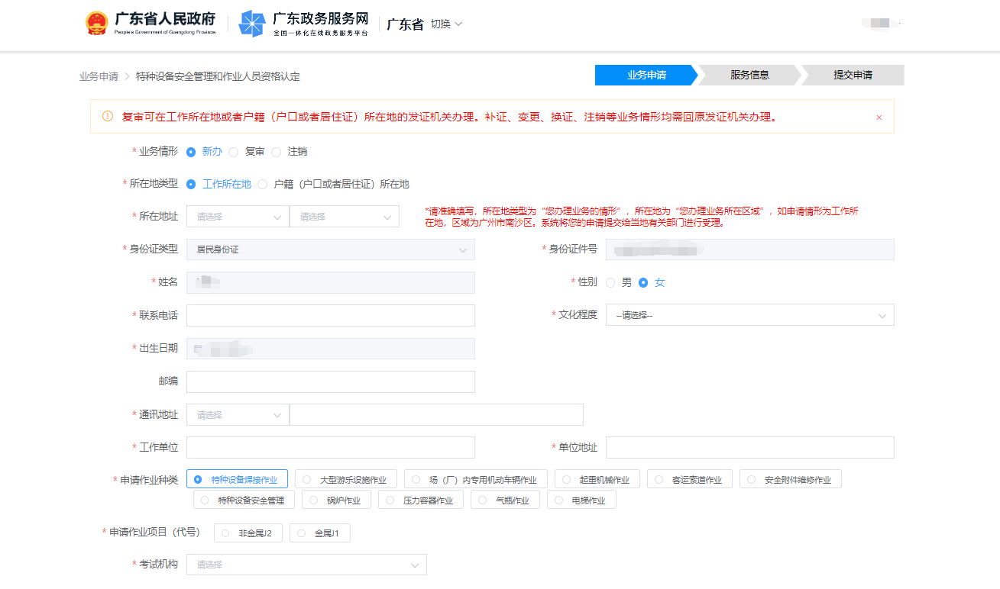 广东省人民政府
People's Government of Guangdong Province
广东政务服务网
全国一体化在线政务服务平台
广东省 切换
业务申请 > 特种设备安全管理和作业人员资格认定
业务申请 服务信息 提交申请
复审可在工作所在地或者户籍（户口或者居住证）所在地的发证机关办理。补证、变更、换证、注销等业务情形均需回原发证机关办理。 ×
* 业务情形 新办 复审 注销
* 所在地类型 工作所在地 户籍（户口或者居住证）所在地
* 所在地址 请选择 请选择
*请准确填写，所在地类型为“您办理业务的情形”，所在地为“您办理业务所在区域”，如申请情形为工作所
在地，区域为广州市南沙区。系统将您的申请提交给当地有关部门进行受理。
* 身份证类型 居民身份证 * 身份证件号
* 姓名 * 性别 男 女
* 联系电话 * 文化程度 --请选择--
* 出生日期
邮编
* 通讯地址 请选择
* 工作单位 * 单位地址
* 申请作业种类 特种设备焊接作业 大型游乐设施作业 场（厂）内专用机动车辆作业 起重机械作业 客运索道作业 安全附件维修作业
特种设备安全管理 锅炉作业 压力容器作业 气瓶作业 电梯作业
* 申请作业项目（代号） 非金属J2 金属J1
* 考试机构 请选择